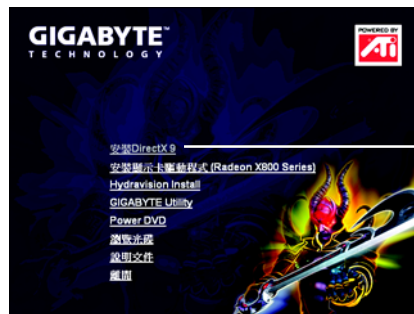 GIGABYTE™
TECHNOLOGY
POWERED BY
ATi
安裝DirectX 9
安裝顯示卡驅動程式 (Radeon X800 Series)
Hydravision Install
GIGABYTE Utility
Power DVD
瀏覽光碟
說明文件
離開